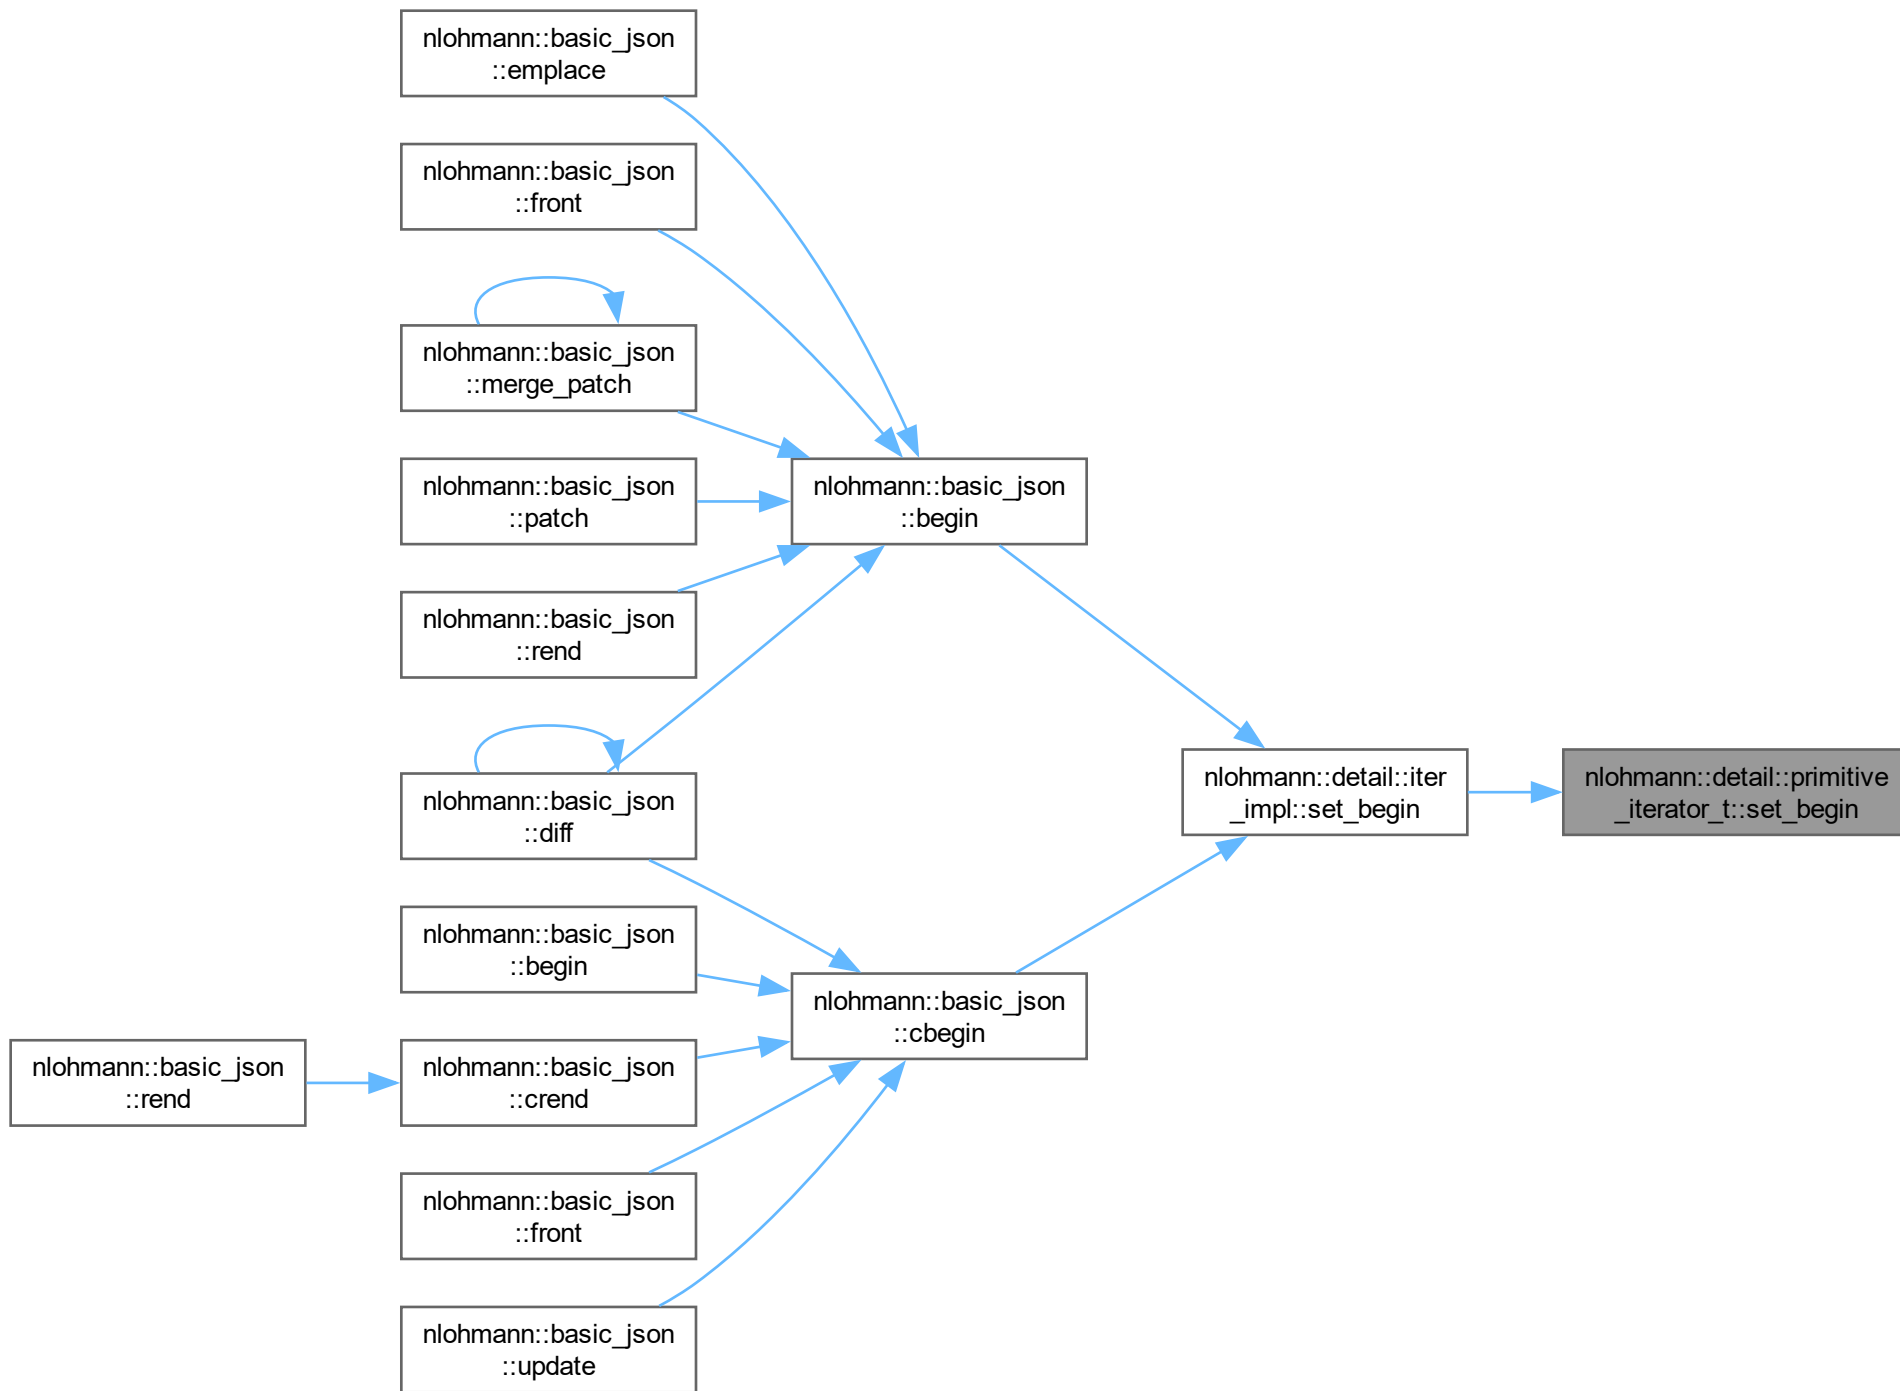 nlohmann::basic_json
::emplace
nlohmann::basic_json
::front
nlohmann::basic_json
::merge_patch
nlohmann::basic_json
::patch
nlohmann::basic_json
::begin
nlohmann::basic_json
::rend
nlohmann::detail::iter
_impl::set_begin
nlohmann::detail::primitive
_iterator_t::set_begin
nlohmann::basic_json
::diff
nlohmann::basic_json
::begin
nlohmann::basic_json
::cbegin
nlohmann::basic_json
::rend
nlohmann::basic_json
::crend
nlohmann::basic_json
::front
nlohmann::basic_json
::update